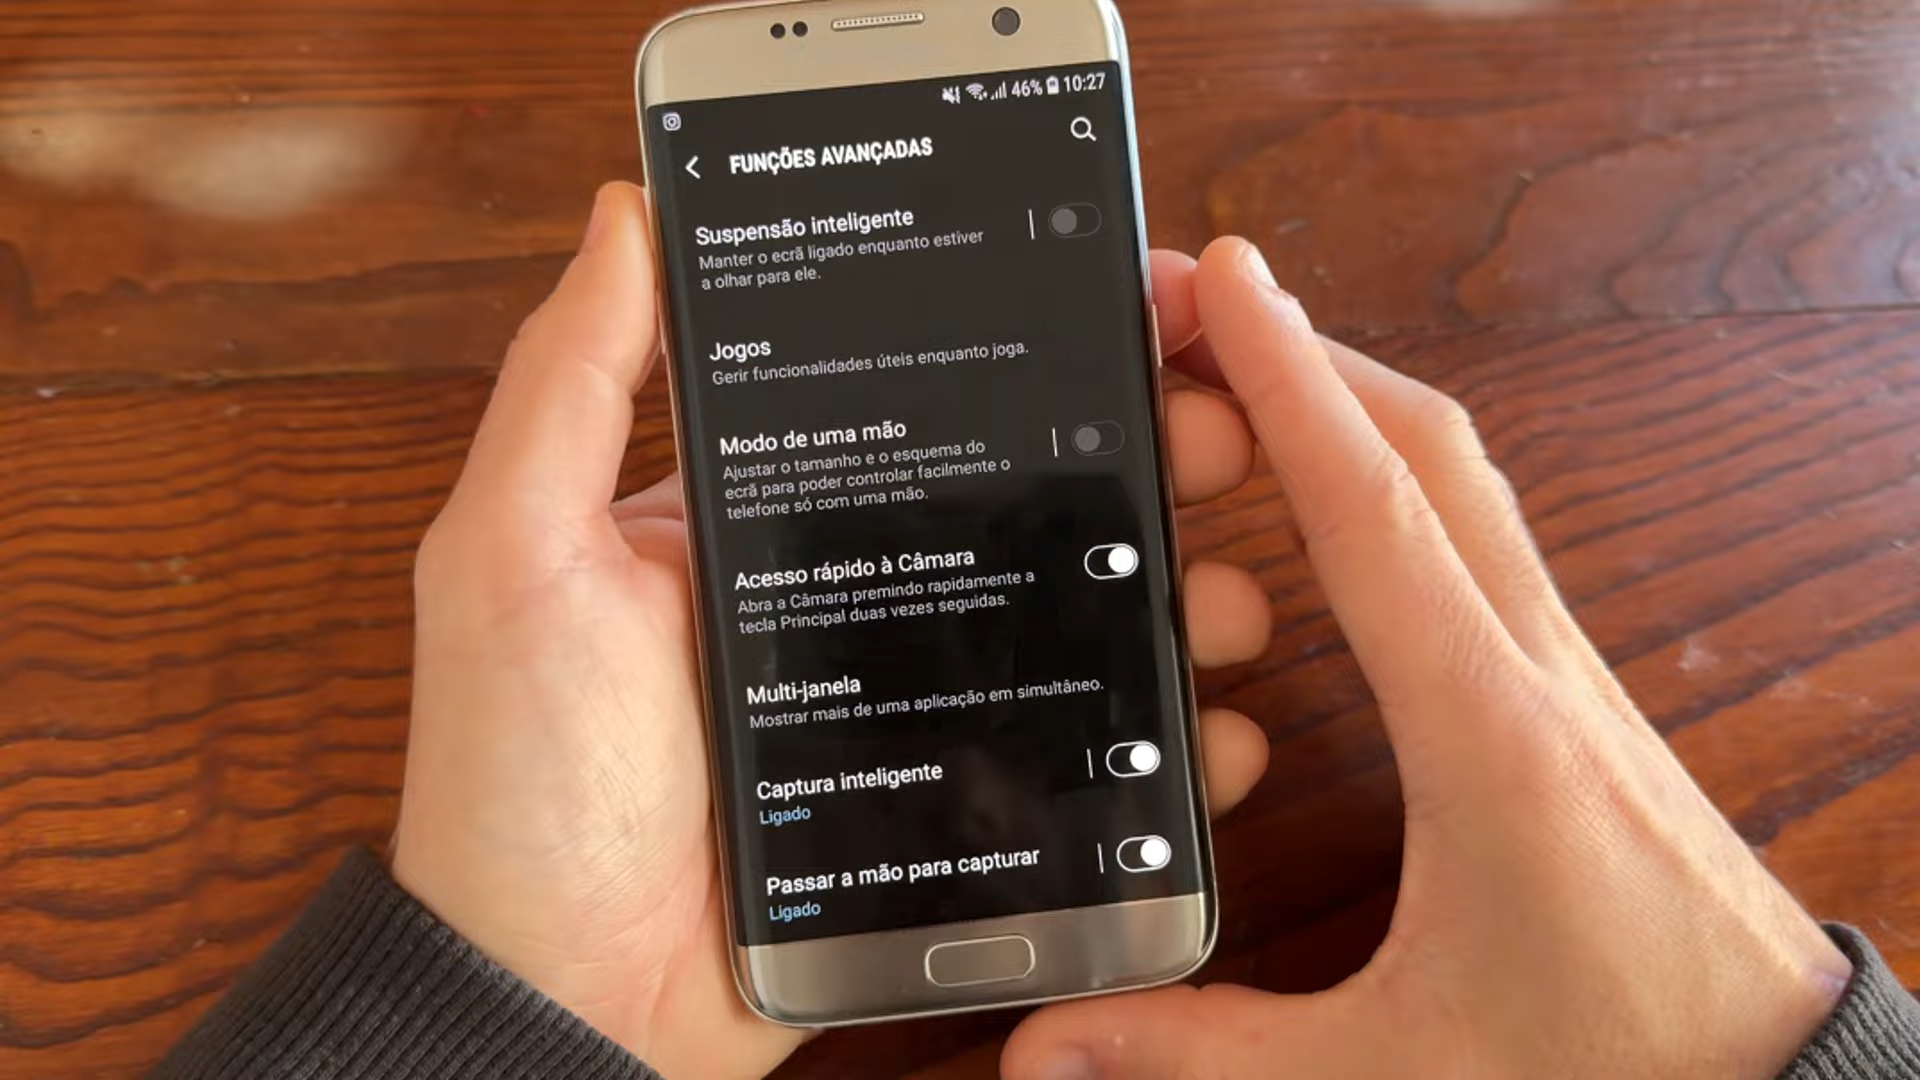 46% 10:27
FUNÇÕES AVANÇADAS
Suspensão inteligente
Manter o ecrã ligado enquanto estiver
a olhar para ele.
Jogos
Gerir funcionalidades úteis enquanto joga.
Modo de uma mão
Ajustar o tamanho e o esquema do
ecrã para poder controlar facilmente o
telefone só com uma mão.
Acesso rápido à Câmara
Abra a Câmara premindo rapidamente a
tecla Principal duas vezes seguidas.
Multi-janela
Mostrar mais de uma aplicação em simultâneo.
Captura inteligente
Ligado
Passar a mão para capturar
Ligado